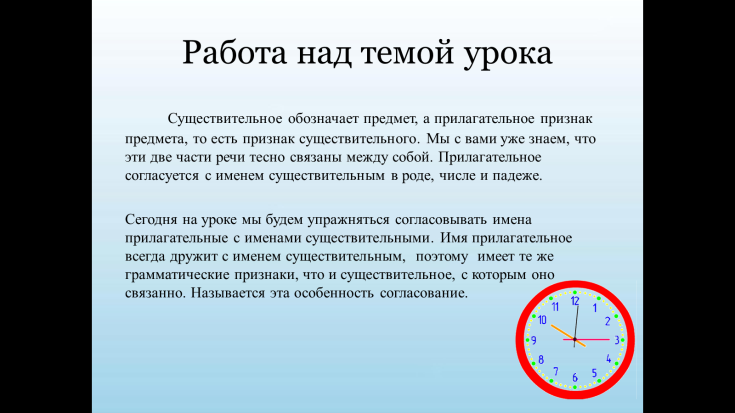 Работа над темой урока
Существительное обозначает предмет, а прилагательное признак
предмета, то есть признак существительного. Мы с вами уже знаем, что
эти две части речи тесно связаны между собой. Прилагательное
согласуется с именем существительным в роде, числе и падеже.
Сегодня на уроке мы будем упражняться согласовывать имена
прилагательные с именами существительными. Имя прилагательное
всегда дружит с именем существительным, поэтому имеет те же
грамматические признаки, что и существительное, с которым оно
связанно. Называется эта особенность согласование.
12
11 1
10 2
9 3
8 4
7 5
6